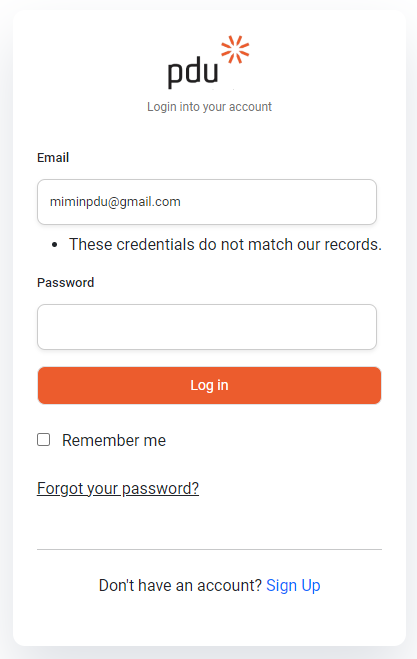 pdu
Login into your account
Email
miminpdu@gmail.com
These credentials do not match our records.
Password
Log in
Remember me
Forgot your password?
Don't have an account? Sign Up